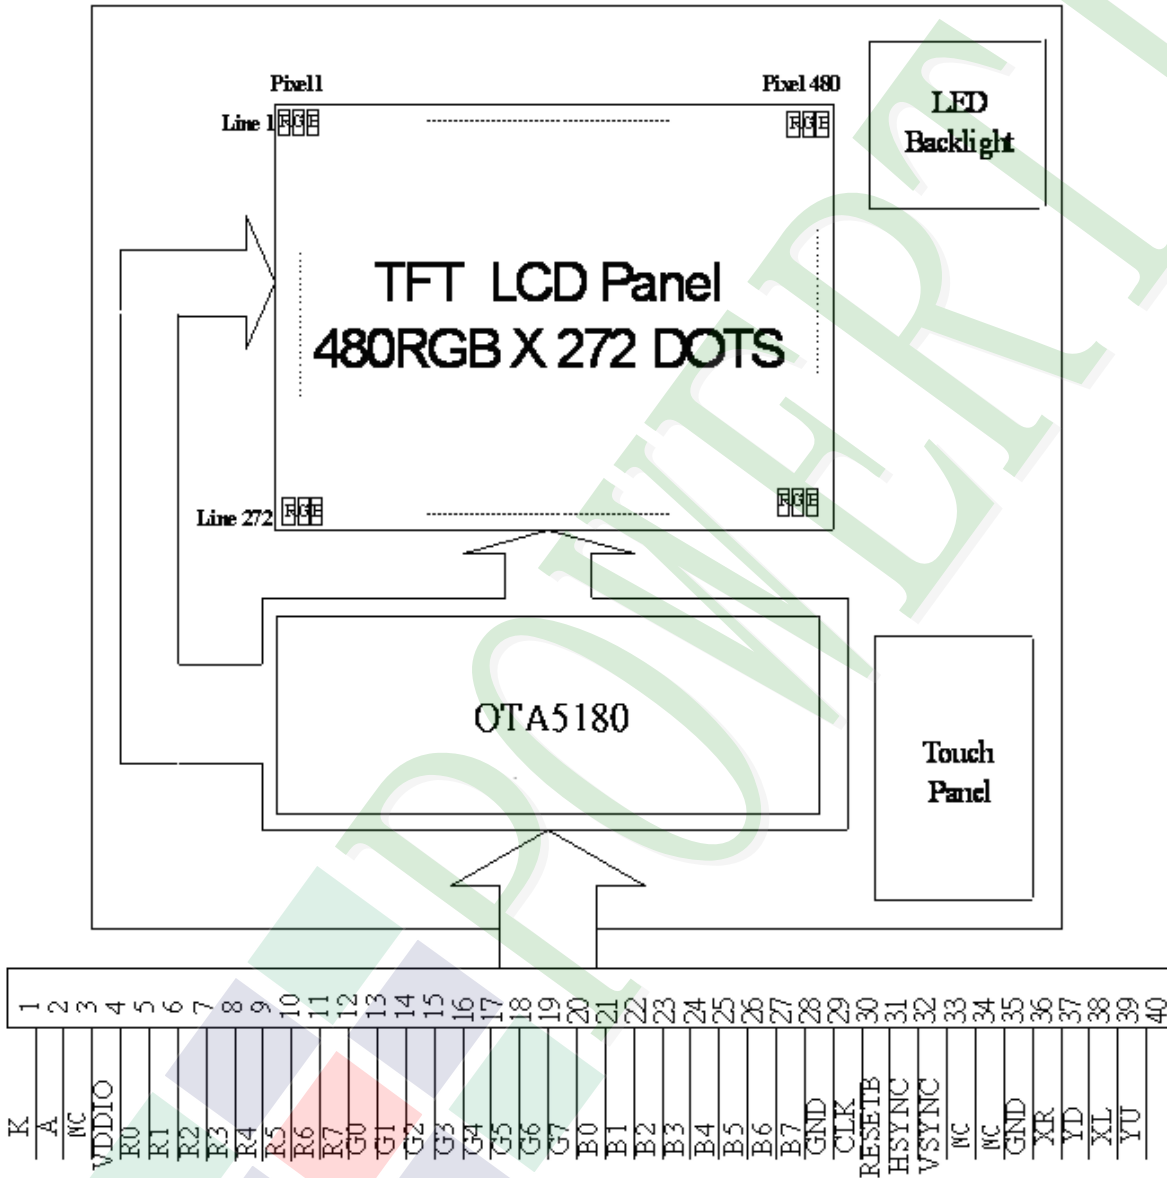 Pixel1
Pixel 480
Line 1
R G B
R G B
LED
Backlight
TFT LCD Panel
480RGB X 272 DOTS
Line 272
R G B
R G B
OTA5180
Touch
Panel
1 2 3 4 5 6 7 8 9 10 11 12 13 14 15 16 17 18 19 20 21 22 23 24 25 26 27 28 29 30 31 32 33 34 35 36 37 38 39 40
K A NC VDDIO R0 R1 R2 R3 R4 R5 R6 R7 G0 G1 G2 G3 G4 G5 G6 G7 B0 B1 B2 B3 B4 B5 B6 B7 GND CLK RESETB HSYNC VSYNC NC NC GND XR YD XL YU
POWERT